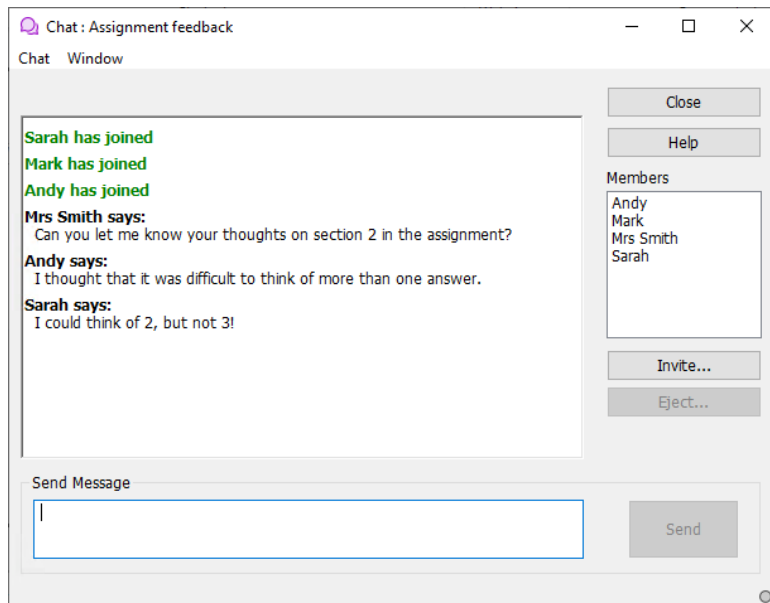 Chat : Assignment feedback
Chat Window
Close
Help
Sarah has joined
Mark has joined
Andy has joined
Mrs Smith says:
Can you let me know your thoughts on section 2 in the assignment?
Andy says:
I thought that it was difficult to think of more than one answer.
Sarah says:
I could think of 2, but not 3!
Members
Andy
Mark
Mrs Smith
Sarah
Invite...
Eject...
Send Message
Send